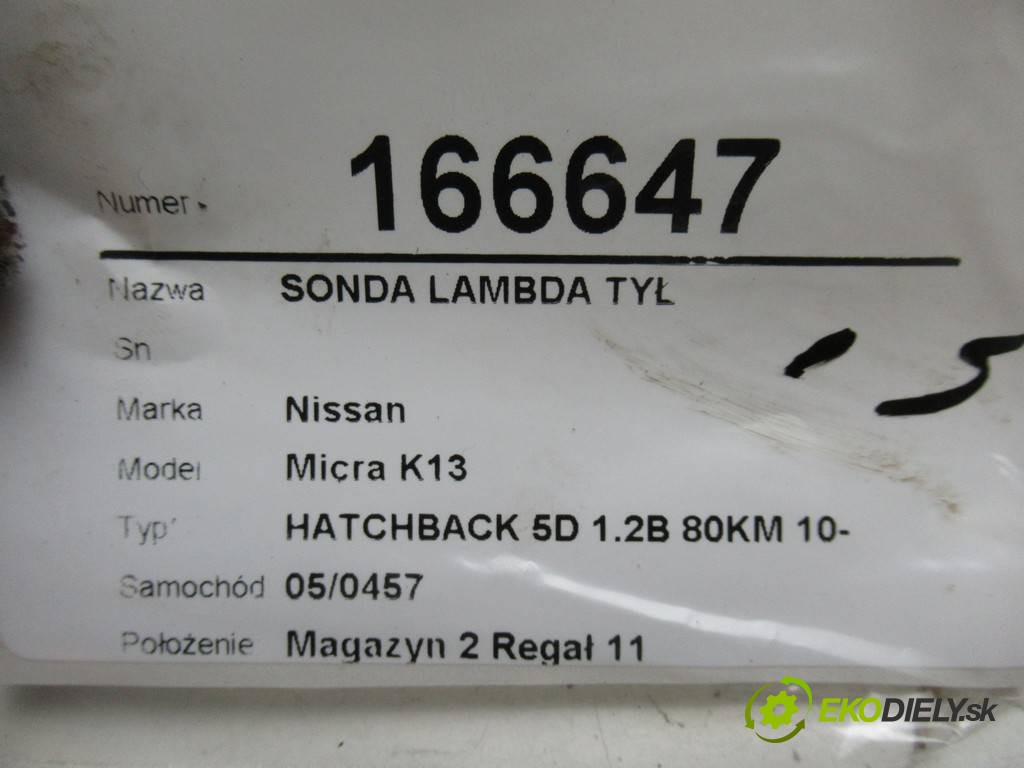 Numer 166647
Nazwa SONDA LAMBDA TYŁ
Sn
Marka Nissan
Model Micra K13
Typ HATCHBACK 5D 1.2B 80KM 10-
Samochód 05/0457
Położenie Magazyn 2 Regał 11
EKODIELY.sk